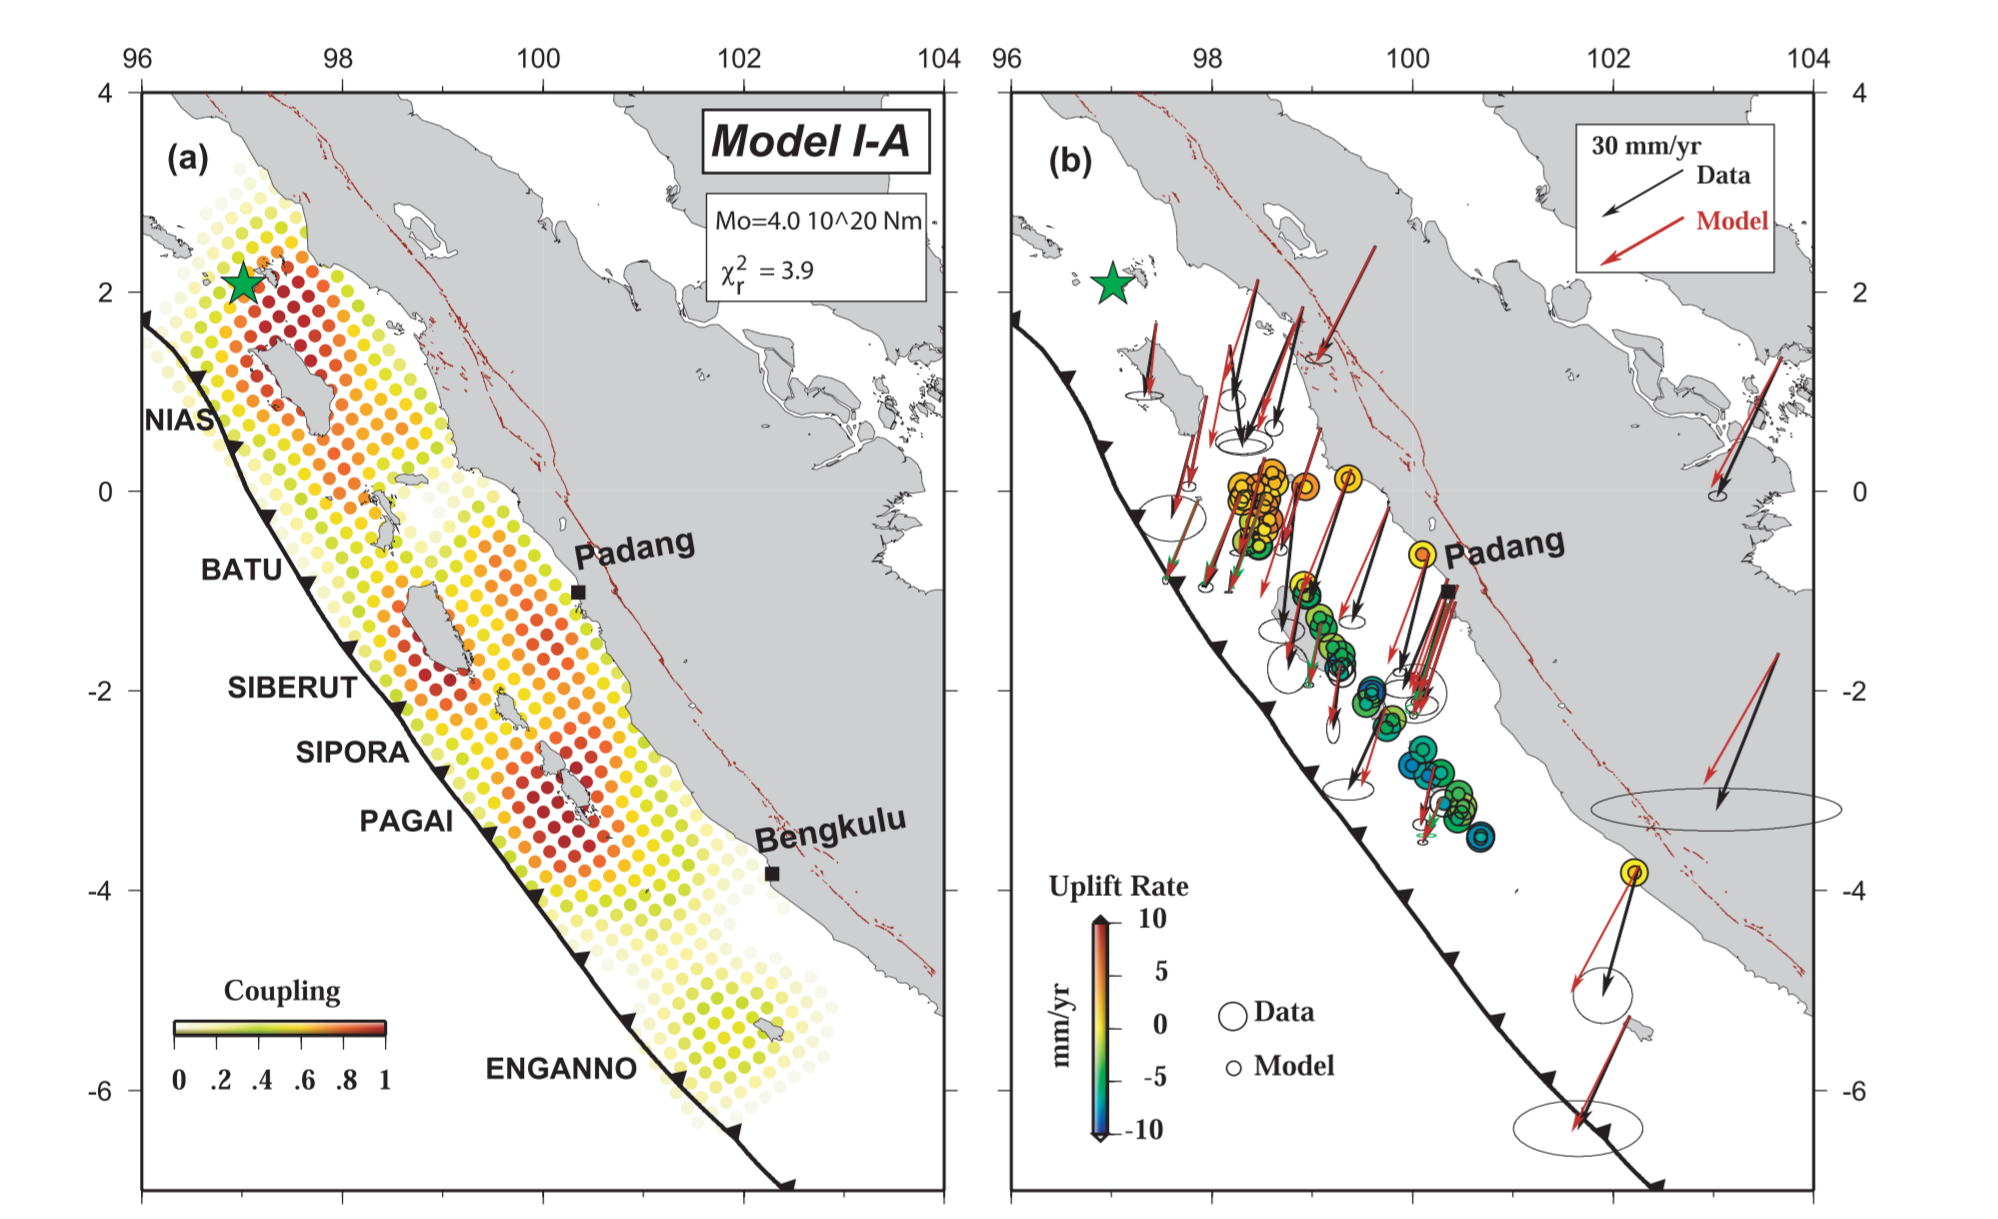 96 98 100 102 104
96 98 100 102 104
4
2
0
-2
-4
-6
(a)
Model I-A
Mo=4.0 10^20 Nm
χ²r = 3.9
NIAS
BATU
SIBERUT
SIPORA
PAGAI
ENGANNO
Padang
Bengkulu
Coupling
0 .2 .4 .6 .8 1
(b)
30 mm/yr
Data
Model
Padang
Uplift Rate
mm/yr
10
5
0
-5
-10
Data
Model
4
2
0
-2
-4
-6